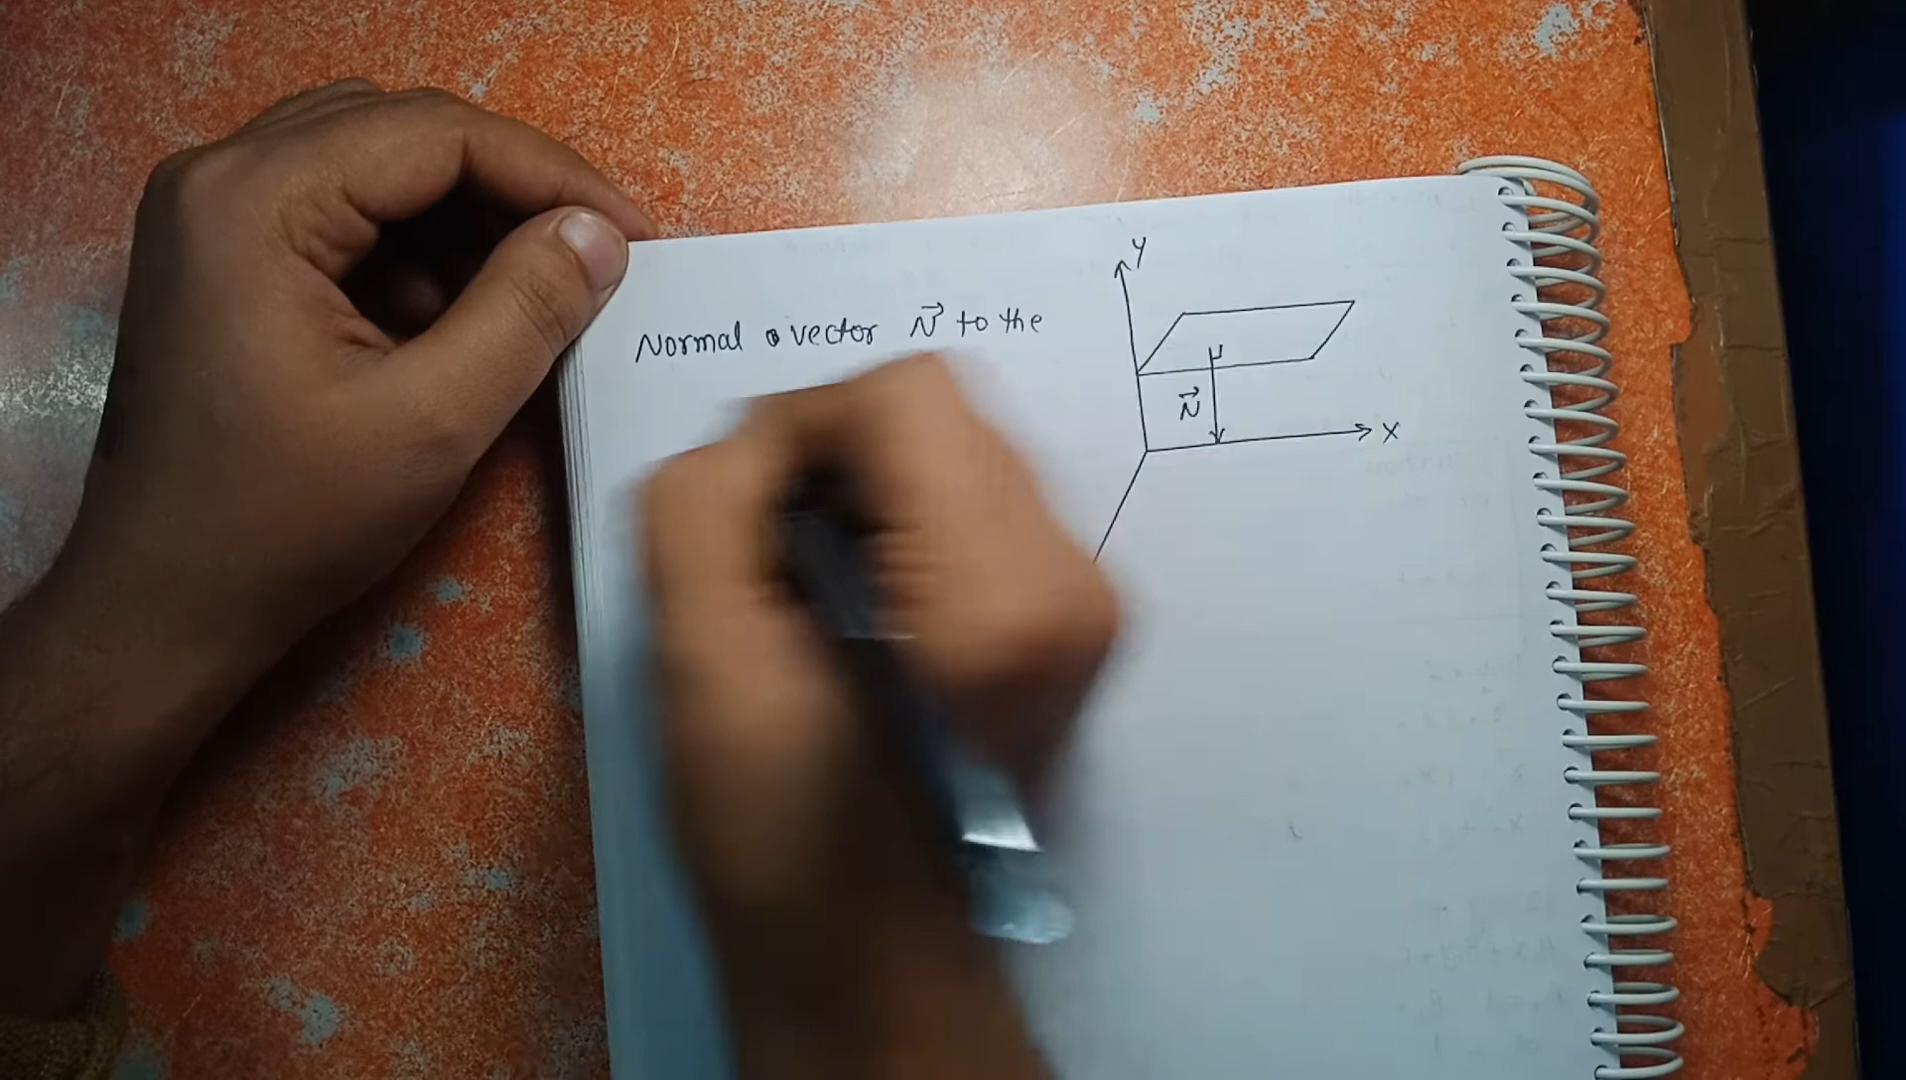 Normal vector N⃗ to the
y
N⃗
x